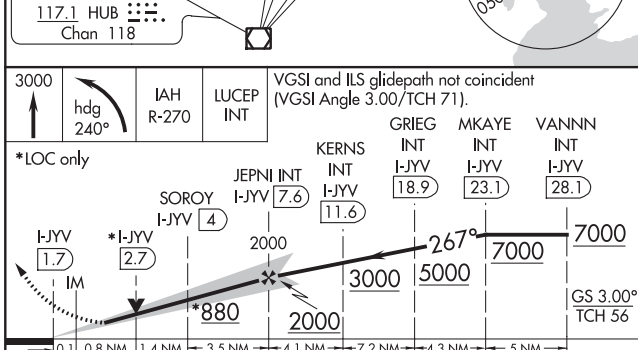 117.1 HUB
Chan 118
050
3000
hdg
240°
IAH
R-270
LUCEP
INT
VGSI and ILS glidepath not coincident
(VGSI Angle 3.00/TCH 71).
*LOC only
GRIEG
INT
I-JYV
18.9
MKAYE
INT
I-JYV
23.1
VANNN
INT
I-JYV
28.1
KERNS
INT
I-JYV
11.6
JEPNI INT
I-JYV 7.6
SOROY
I-JYV 4
*I-JYV
2.7
I-JYV
1.7
IM
2000
267°
7000
7000
5000
3000
2000
*880
GS 3.00°
TCH 56
0.1 0.8 NM 1.4 NM 3.5 NM 4.1 NM 7.2 NM 4.3 NM 5 NM